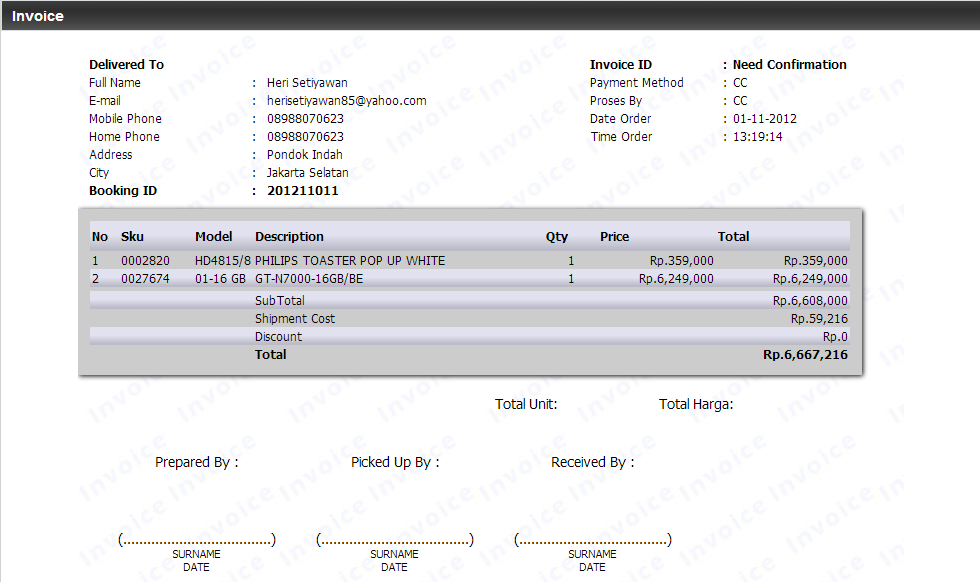 Invoice
Delivered To
Full Name : Heri Setiyawan
E-mail : herisetiyawan85@yahoo.com
Mobile Phone : 08988070623
Home Phone : 08988070623
Address : Pondok Indah
City : Jakarta Selatan
Booking ID : 201211011
Invoice ID : Need Confirmation
Payment Method : CC
Proses By : CC
Date Order : 01-11-2012
Time Order : 13:19:14
No Sku Model Description Qty Price Total
1 0002820 HD4815/8 PHILIPS TOASTER POP UP WHITE 1 Rp.359,000 Rp.359,000
2 0027674 01-16 GB GT-N7000-16GB/BE 1 Rp.6,249,000 Rp.6,249,000
SubTotal Rp.6,608,000
Shipment Cost Rp.59,216
Discount Rp.0
Total Rp.6,667,216
Total Unit: Total Harga:
Prepared By : Picked Up By : Received By :
(..................................) (..................................) (..................................)
SURNAME SURNAME SURNAME
DATE DATE DATE